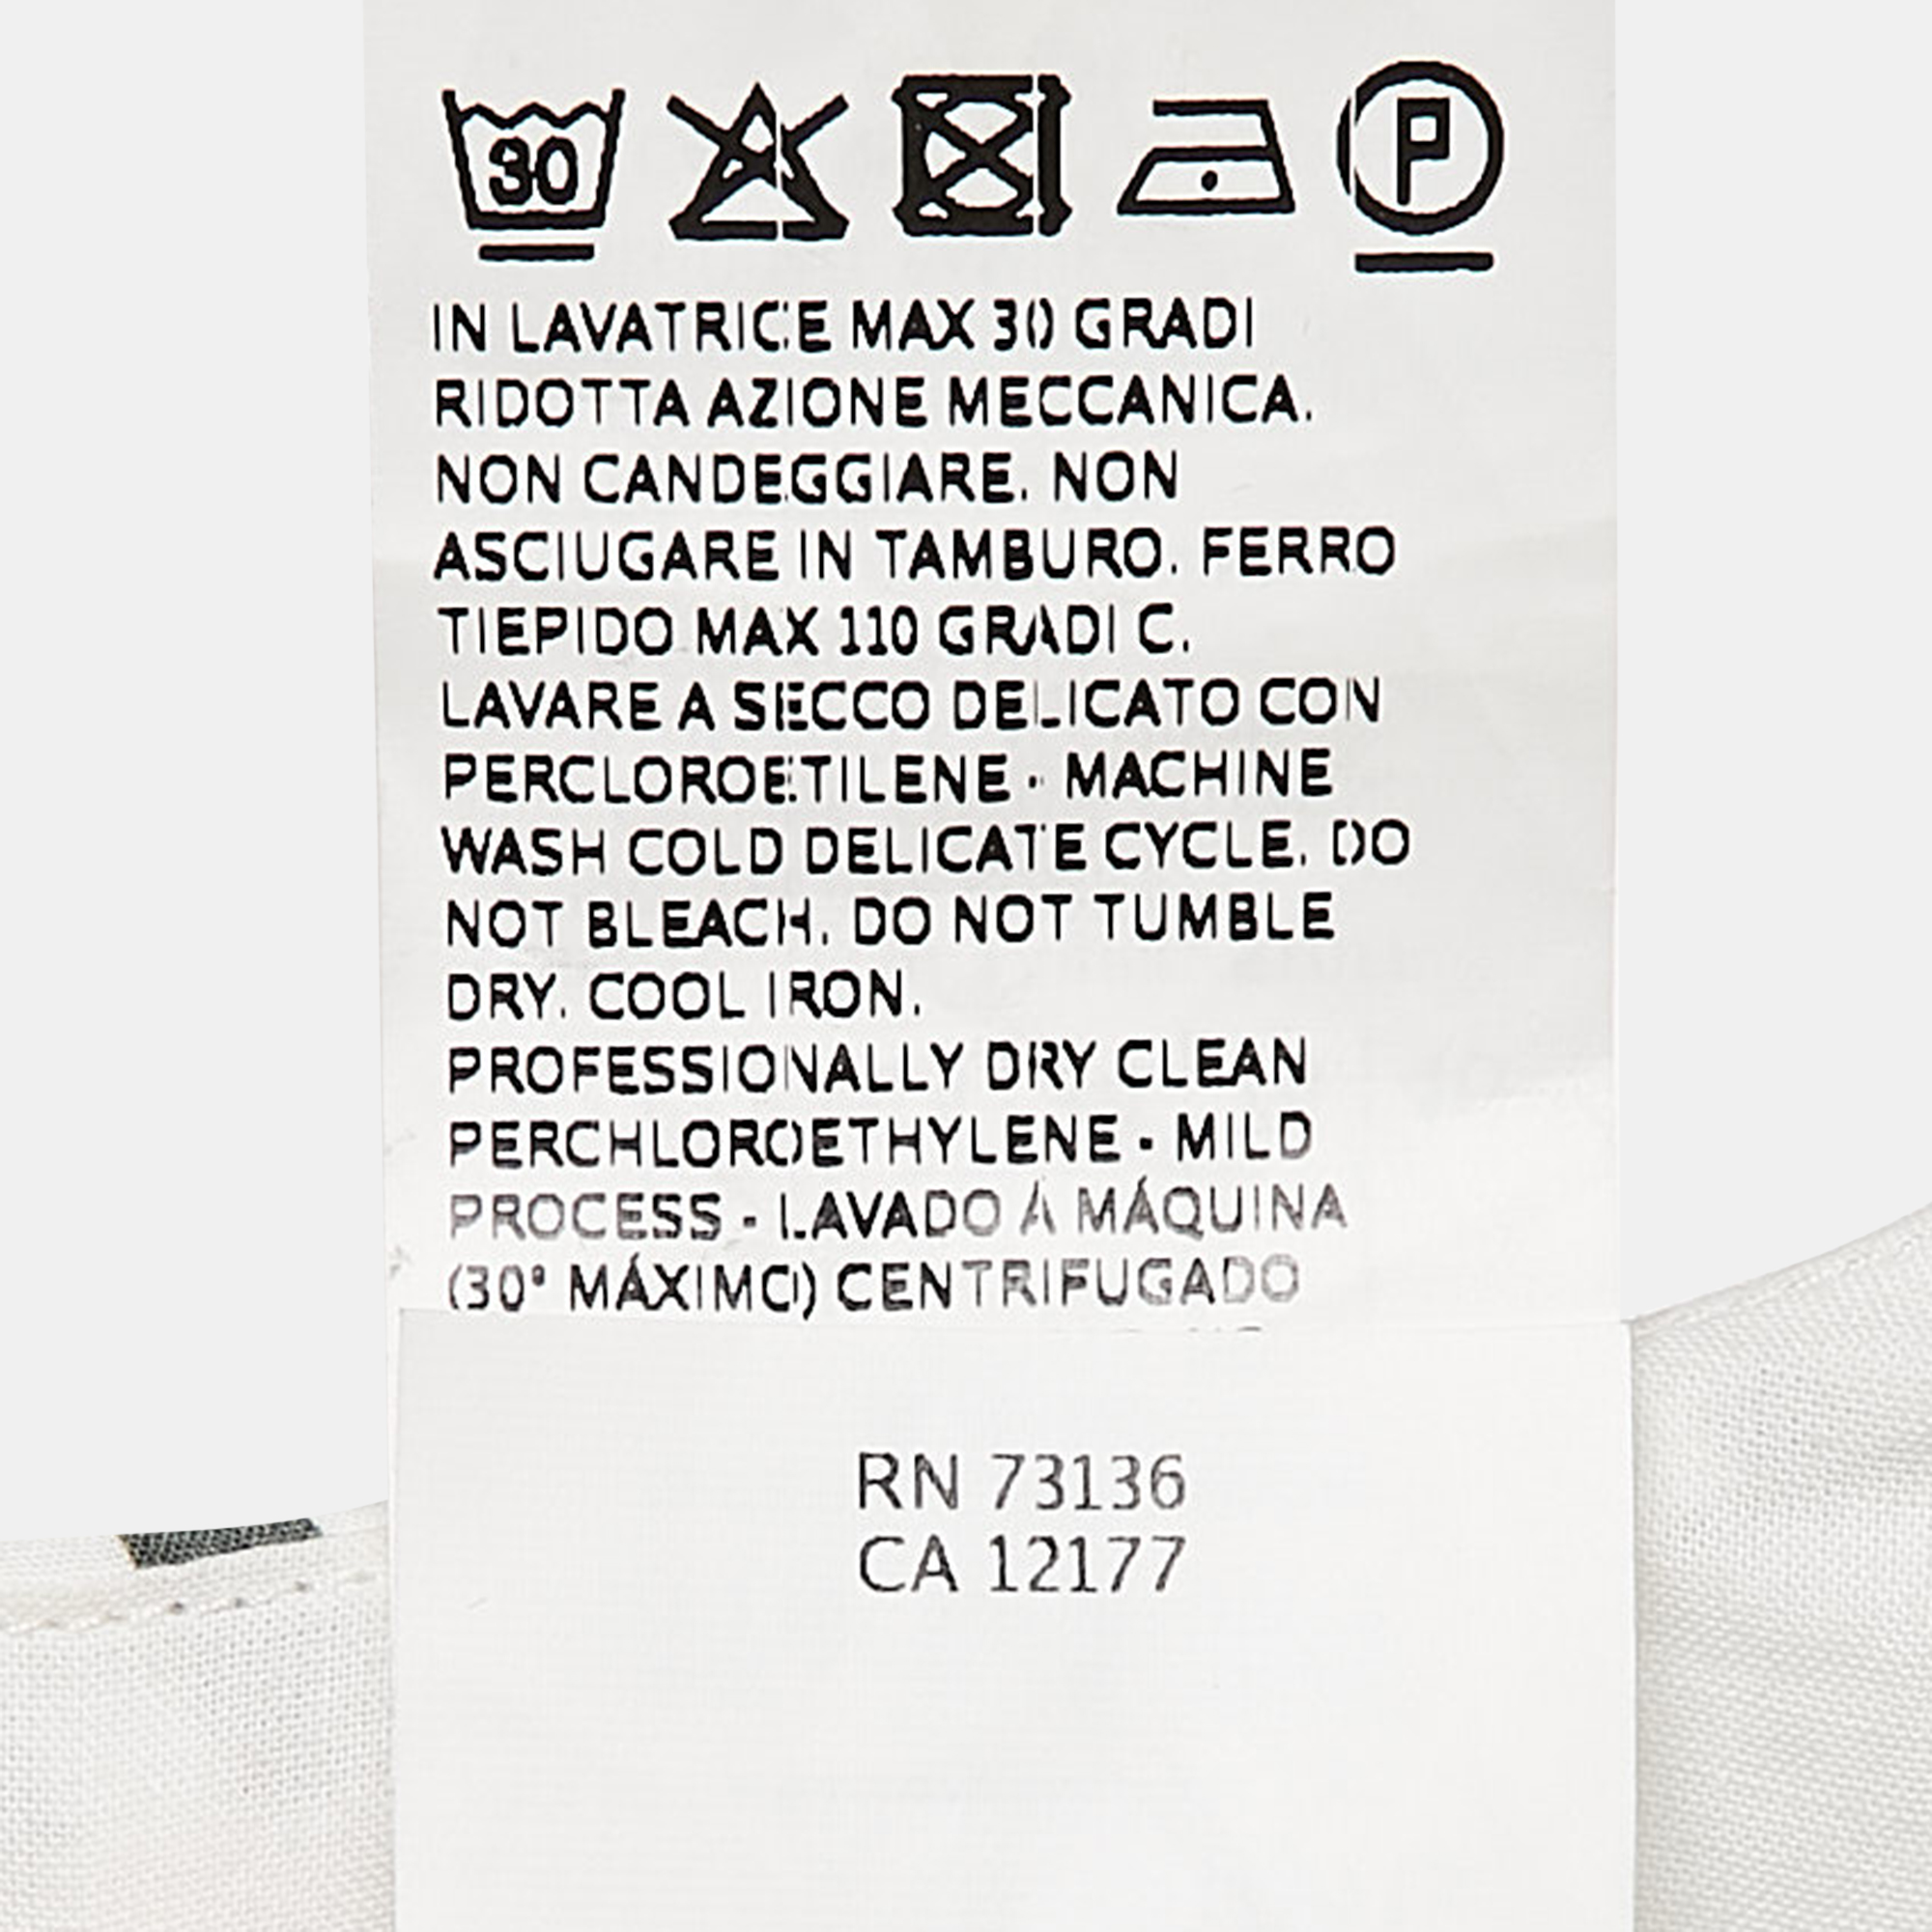 30
P
IN LAVATRICE MAX 30 GRADI
RIDOTTA AZIONE MECCANICA.
NON CANDEGGIARE. NON
ASCIUGARE IN TAMBURO. FERRO
TIEPIDO MAX 110 GRADI C.
LAVARE A SECCO DELICATO CON
PERCLOROETILENE - MACHINE
WASH COLD DELICATE CYCLE. DO
NOT BLEACH. DO NOT TUMBLE
DRY. COOL IRON.
PROFESSIONALLY DRY CLEAN
PERCHLOROETHYLENE - MILD
PROCESS - LAVADO À MÁQUINA
(30° MÁXIMO) CENTRIFUGADO
RN 73136
CA 12177